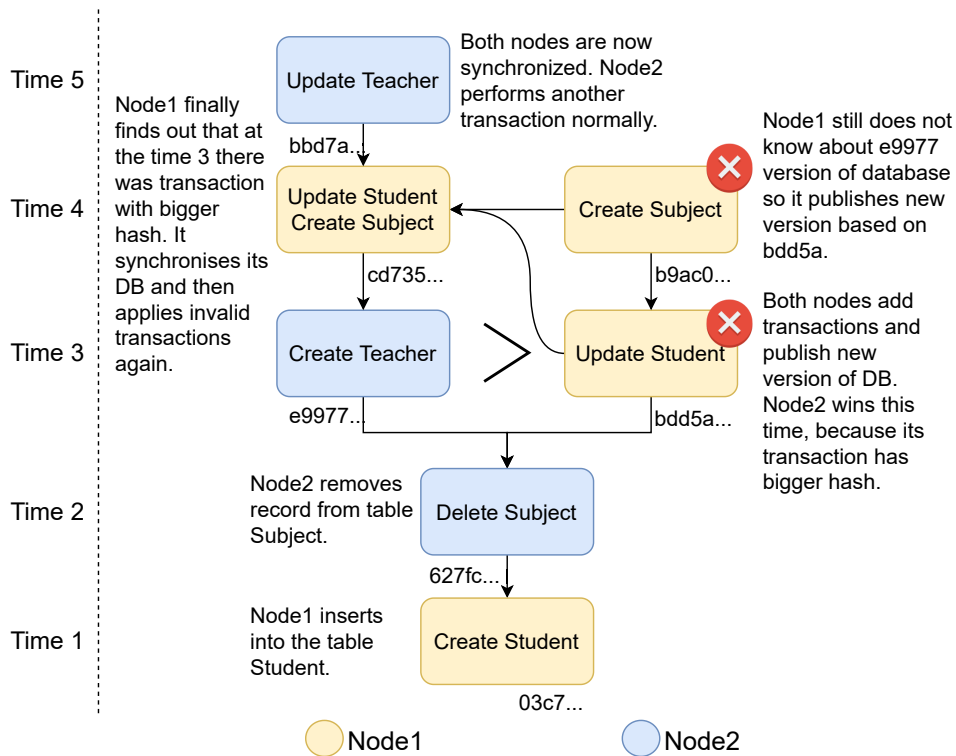 Time 5
Update Teacher
Both nodes are now
synchronized. Node2
performs another
transaction normally.
Node1 finally
finds out that at
the time 3 there
was transaction
with bigger
hash. It
synchronises its
DB and then
applies invalid
transactions
again.
bbd7a...
Time 4
Update Student
Create Subject
Create Subject
Node1 still does not
know about e9977
version of database
so it publishes new
version based on
bdd5a.
cd735...
b9ac0...
Time 3
Create Teacher
Update Student
Both nodes add
transactions and
publish new
version of DB.
Node2 wins this
time, because its
transaction has
bigger hash.
e9977...
bdd5a...
Time 2
Node2 removes
record from table
Subject.
Delete Subject
627fc...
Time 1
Node1 inserts
into the table
Student.
Create Student
03c7...
Node1
Node2